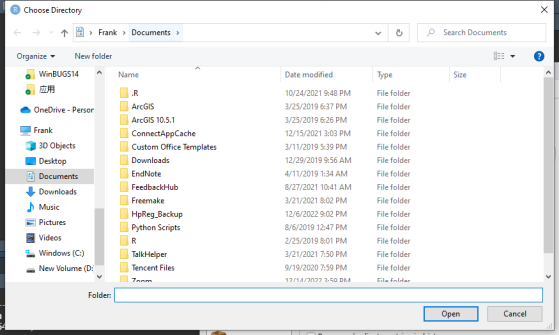 Choose Directory
Frank > Documents >
Search Documents
Organize
New folder
Name
Date modified
Type
Size
WinBUGS14
应用
OneDrive - Person
Frank
3D Objects
Desktop
Documents
Downloads
Music
Pictures
Videos
Windows (C:)
New Volume (D:
.R 10/24/2021 9:48 PM File folder
ArcGIS 3/25/2019 6:37 PM File folder
ArcGIS 10.5.1 3/25/2019 6:26 PM File folder
ConnectAppCache 12/15/2021 3:03 PM File folder
Custom Office Templates 3/11/2019 5:39 PM File folder
Downloads 12/29/2019 9:56 AM File folder
EndNote 4/11/2019 1:34 AM File folder
FeedbackHub 8/27/2021 10:41 AM File folder
Freemake 3/21/2021 8:02 PM File folder
HpReg_Backup 12/6/2022 9:02 PM File folder
Python Scripts 8/6/2019 12:47 PM File folder
R 2/25/2019 8:01 PM File folder
TalkHelper 3/21/2021 7:50 PM File folder
Tencent Files 9/19/2020 7:59 PM File folder
Zoom File folder
Folder:
Open
Cancel